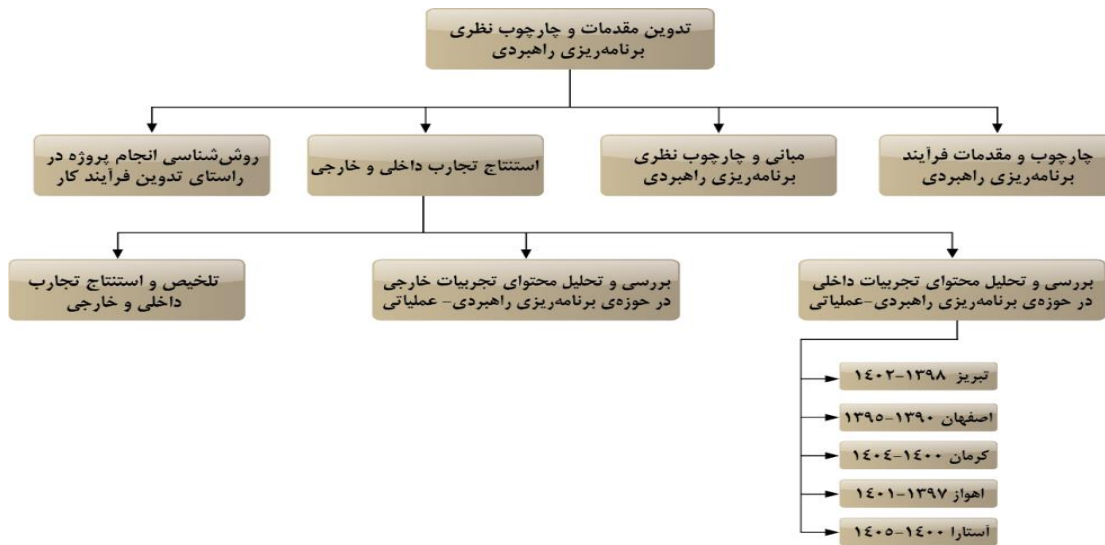 تدوین مقدمات و چارچوب نظری
برنامه‌ریزی راهبردی
چارچوب و مقدمات فرآیند
برنامه‌ریزی راهبردی
مبانی و چارچوب نظری
برنامه‌ریزی راهبردی
استنتاج تجارب داخلی و خارجی
روش‌شناسی انجام پروژه در
راستای تدوین فرآیند کار
بررسی و تحلیل محتوای تجربیات داخلی
در حوزه‌ی برنامه‌ریزی راهبردی-عملیاتی
بررسی و تحلیل محتوای تجربیات خارجی
در حوزه‌ی برنامه‌ریزی راهبردی- عملیاتی
تلخیص و استنتاج تجارب
داخلی و خارجی
تبریز ۱۳۹۸-۱۴۰۲
اصفهان ۱۳۹۰-۱۳۹۵
کرمان ۱۴۰۰-۱۴۰۴
اهواز ۱۳۹۷-۱۴۰۱
آستارا ۱۴۰۰-۱۴۰۵